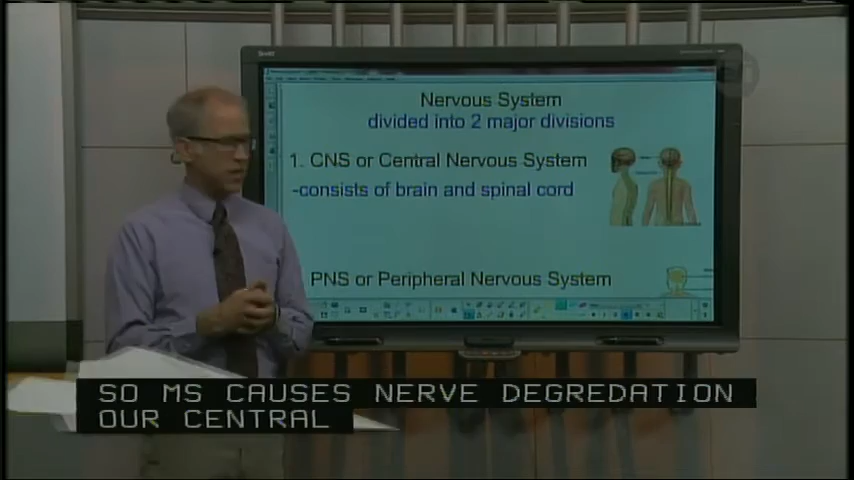 SMART
Nervous System
divided into 2 major divisions
1. CNS or Central Nervous System
-consists of brain and spinal cord
PNS or Peripheral Nervous System
SO MS CAUSES NERVE DEGREDATION
OUR CENTRAL